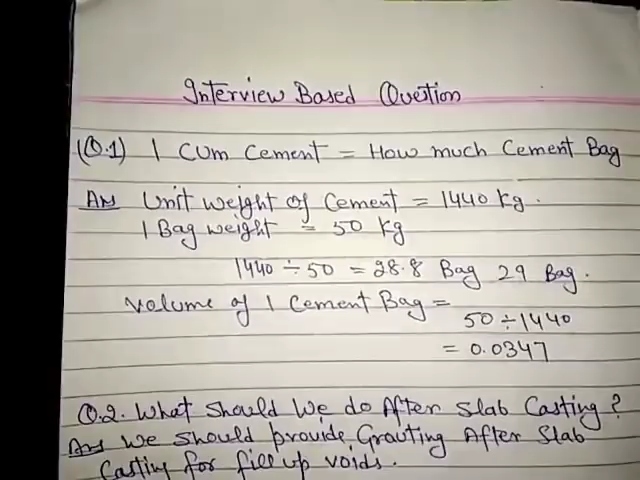 Interview Based Question
(Q.1) 1 Cum Cement = How much Cement Bag
Ans Unit weight of Cement = 1440 kg.
1 Bag weight = 50 kg
1440 ÷ 50 = 28.8 Bag 29 Bag.
Volume of 1 Cement Bag =
50 ÷ 1440
= 0.0347
Q.2. What should We do After slab Casting ?
Ans We should provide Grouting After Slab
Casting for fill up voids.